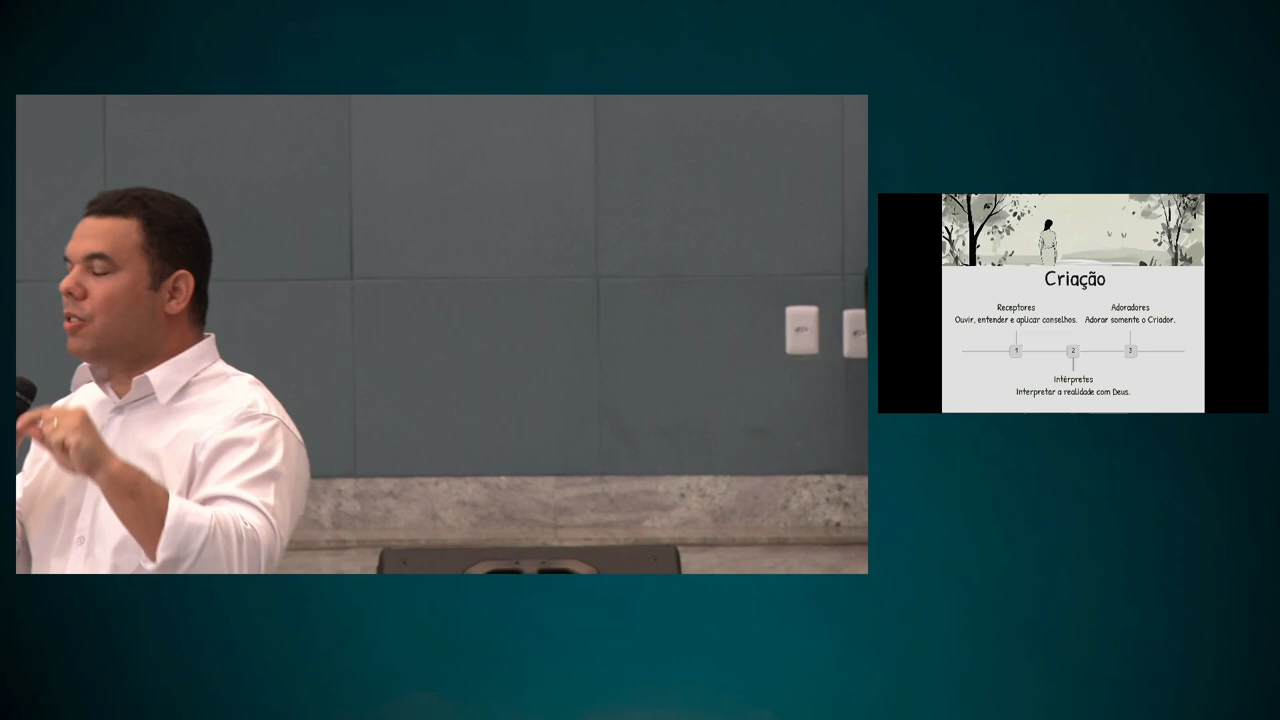 Criação
Receptores
Ouvir, entender e aplicar conselhos.
Adoradores
Adorar somente o Criador.
1
2
3
Intérpretes
Interpretar a realidade com Deus.